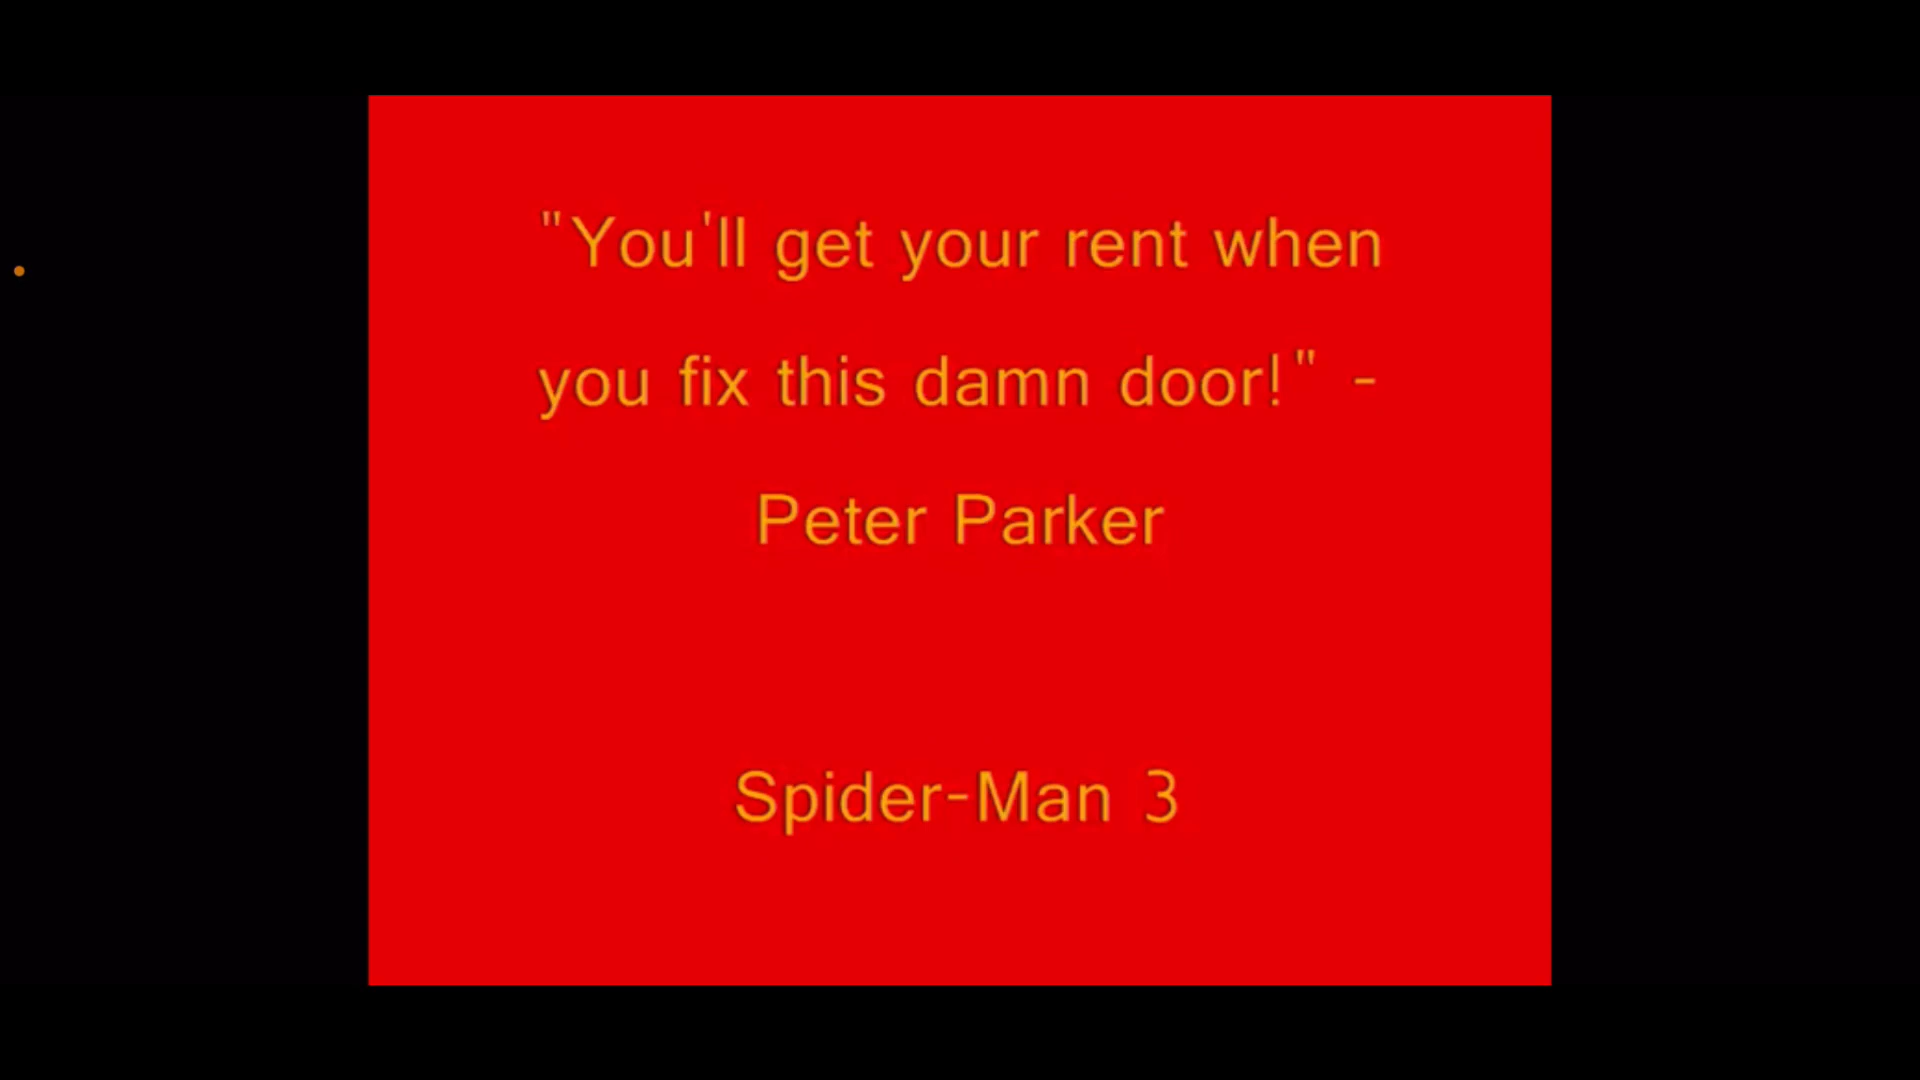 "You'll get your rent when
you fix this damn door!" -
Peter Parker
Spider-Man 3